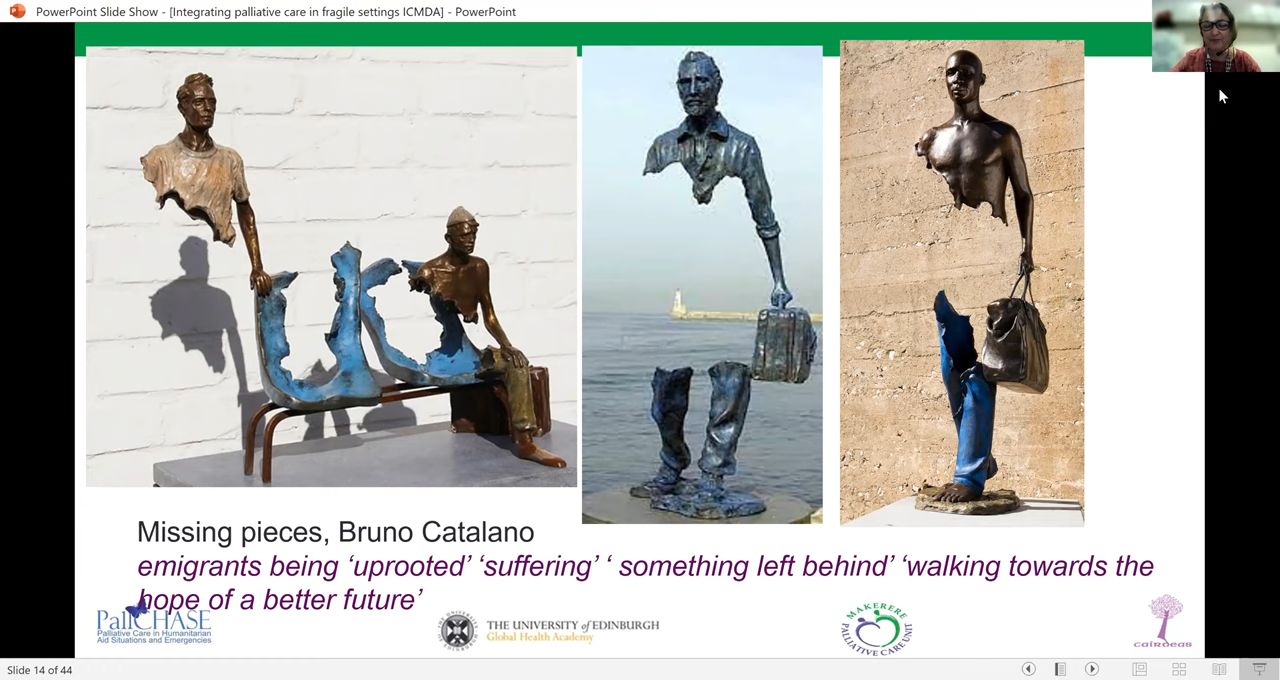 PowerPoint Slide Show - [Integrating palliative care in fragile settings ICMDA] - PowerPoint
Missing pieces, Bruno Catalano
emigrants being ‘uprooted’ ‘suffering’ ‘ something left behind’ ‘walking towards the
hope of a better future’
PallCHASE
Palliative Care in Humanitarian
Aid Situations and Emergencies
THE UNIVERSITY of EDINBURGH
Global Health Academy
MAKERERE
PALLIATIVE CARE UNIT
cairdeas
Slide 14 of 44